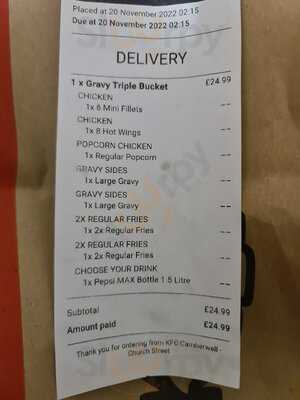 Placed at 20 November 2022 02:15
Due at 20 November 2022 02:15
DELIVERY
1 x Gravy Triple Bucket £24.99
CHICKEN
1x 6 Mini Fillets --
CHICKEN
1x 8 Hot Wings --
POPCORN CHICKEN
1x Regular Popcorn --
GRAVY SIDES
1x Large Gravy --
GRAVY SIDES
1x Large Gravy --
2X REGULAR FRIES
1x 2x Regular Fries --
2X REGULAR FRIES
1x 2x Regular Fries --
CHOOSE YOUR DRINK
1x Pepsi MAX Bottle 1.5 Litre --
Subtotal £24.99
Amount paid £24.99
Thank you for ordering from KFC Camberwell -
Church Street